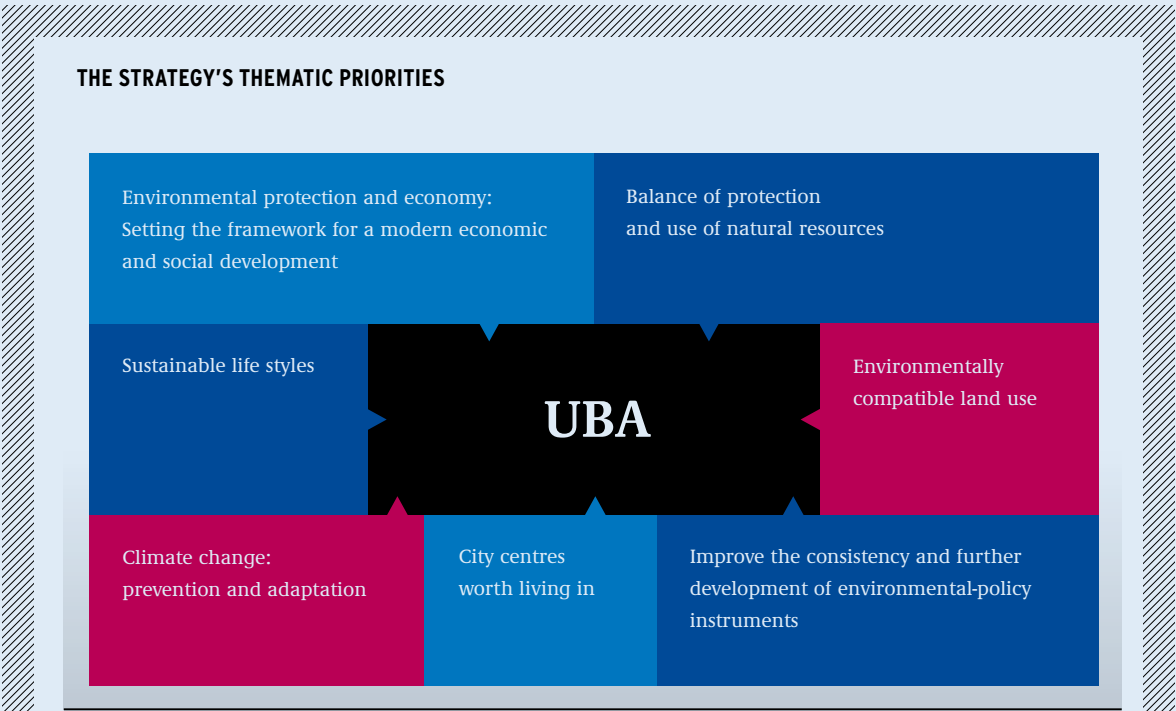 THE STRATEGY'S THEMATIC PRIORITIES
Environmental protection and economy:
Setting the framework for a modern economic
and social development
Balance of protection
and use of natural resources
Sustainable life styles
UBA
Environmentally
compatible land use
Climate change:
prevention and adaptation
City centres
worth living in
Improve the consistency and further
development of environmental-policy
instruments